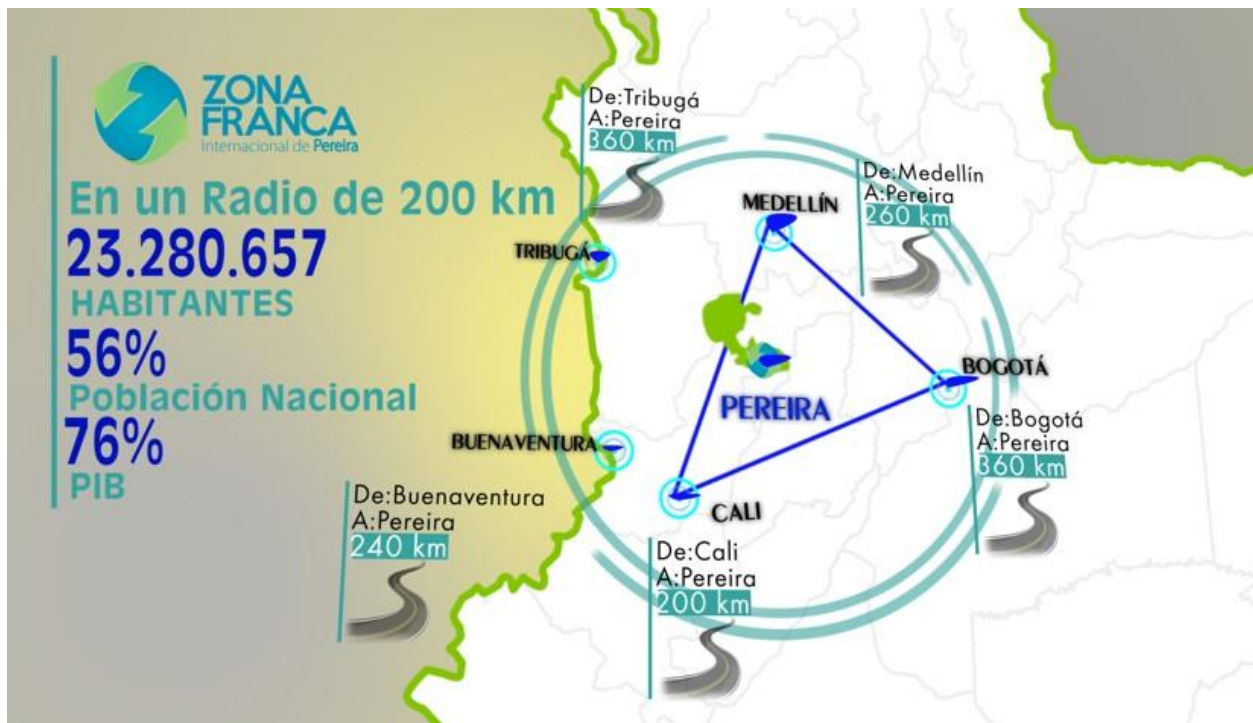 ZONA
FRANCA
Internacional de Pereira
En un Radio de 200 km
23.280.657
HABITANTES
56%
Población Nacional
76%
PIB
De:Tribugá
A:Pereira
360 km
De:Medellín
A:Pereira
260 km
MEDELLÍN
TRIBUGÁ
BOGOTÁ
PEREIRA
De:Bogotá
A:Pereira
360 km
BUENAVENTURA
De:Buenaventura
A:Pereira
240 km
CALI
De:Cali
A:Pereira
200 km